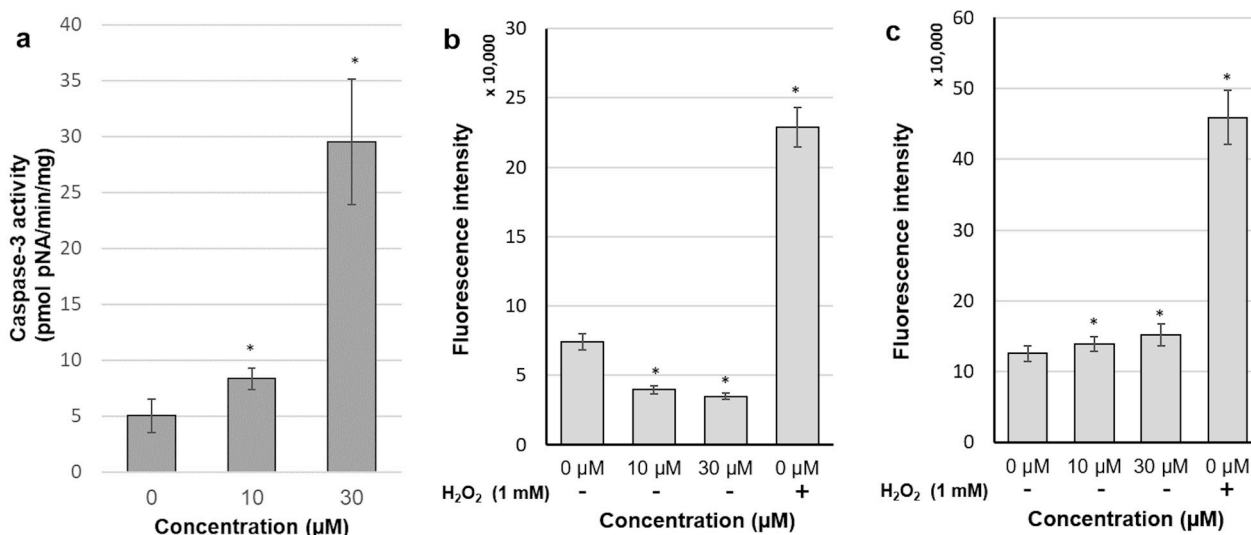 a
40
35
30
25
20
15
10
5
0
Caspase-3 activity
(pmol pNA/min/mg)
*
*
0 10 30
Concentration (µM)
b
x 10,000
30
25
20
15
10
5
0
Fluorescence intensity
*
*
*
0 µM 10 µM 30 µM 0 µM
H₂O₂ (1 mM) - - - +
Concentration (µM)
c
x 10,000
60
50
40
30
20
10
0
Fluorescence intensity
*
*
*
0 µM 10 µM 30 µM 0 µM
H₂O₂ (1 mM) - - - +
Concentration (µM)